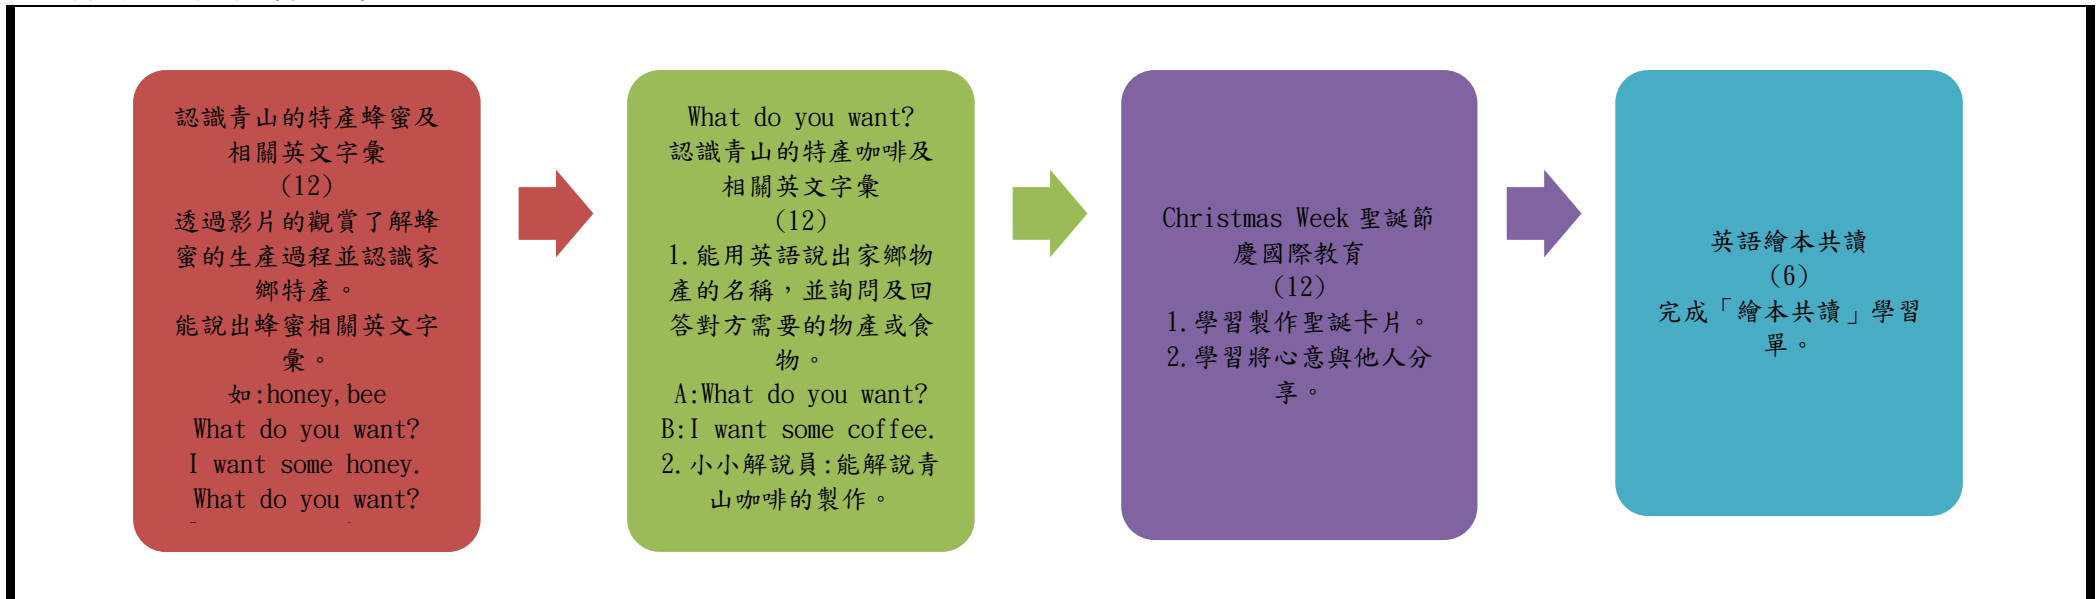 認識青山的特產蜂蜜及
相關英文字彙
(12)
透過影片的觀賞了解蜂
蜜的生產過程並認識家
鄉特產。
能說出蜂蜜相關英文字
彙。
如:honey,bee
What do you want?
I want some honey.
What do you want?
What do you want?
認識青山的特產咖啡及
相關英文字彙
(12)
1.能用英語說出家鄉物
產的名稱，並詢問及回
答對方需要的物產或食
物。
A:What do you want?
B:I want some coffee.
2.小小解說員:能解說青
山咖啡的製作。
Christmas Week 聖誕節
慶國際教育
(12)
1.學習製作聖誕卡片。
2.學習將心意與他人分
享。
英語繪本共讀
(6)
完成「繪本共讀」學習
單。